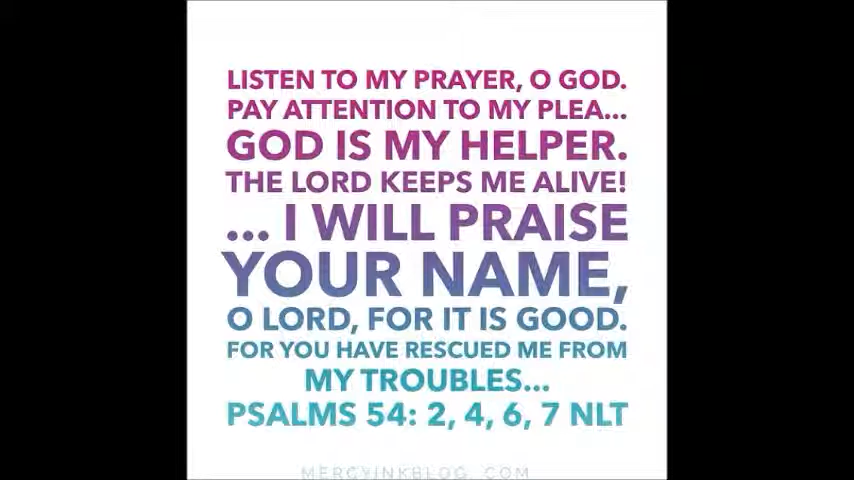 LISTEN TO MY PRAYER, O GOD.
PAY ATTENTION TO MY PLEA...
GOD IS MY HELPER.
THE LORD KEEPS ME ALIVE!
... I WILL PRAISE
YOUR NAME,
O LORD, FOR IT IS GOOD.
FOR YOU HAVE RESCUED ME FROM
MY TROUBLES...
PSALMS 54: 2, 4, 6, 7 NLT
MERCYINKBLOG. COM